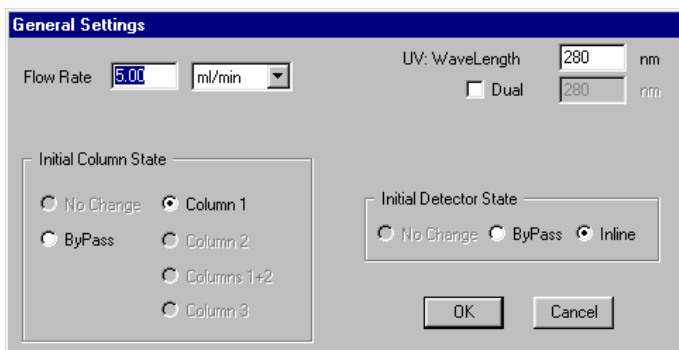 General Settings
Flow Rate 5.00 ml/min
UV: WaveLength 280 nm
Dual 280 nm
Initial Column State
No Change Column 1
ByPass Column 2
Columns 1+2
Column 3
Initial Detector State
No Change ByPass Inline
OK Cancel